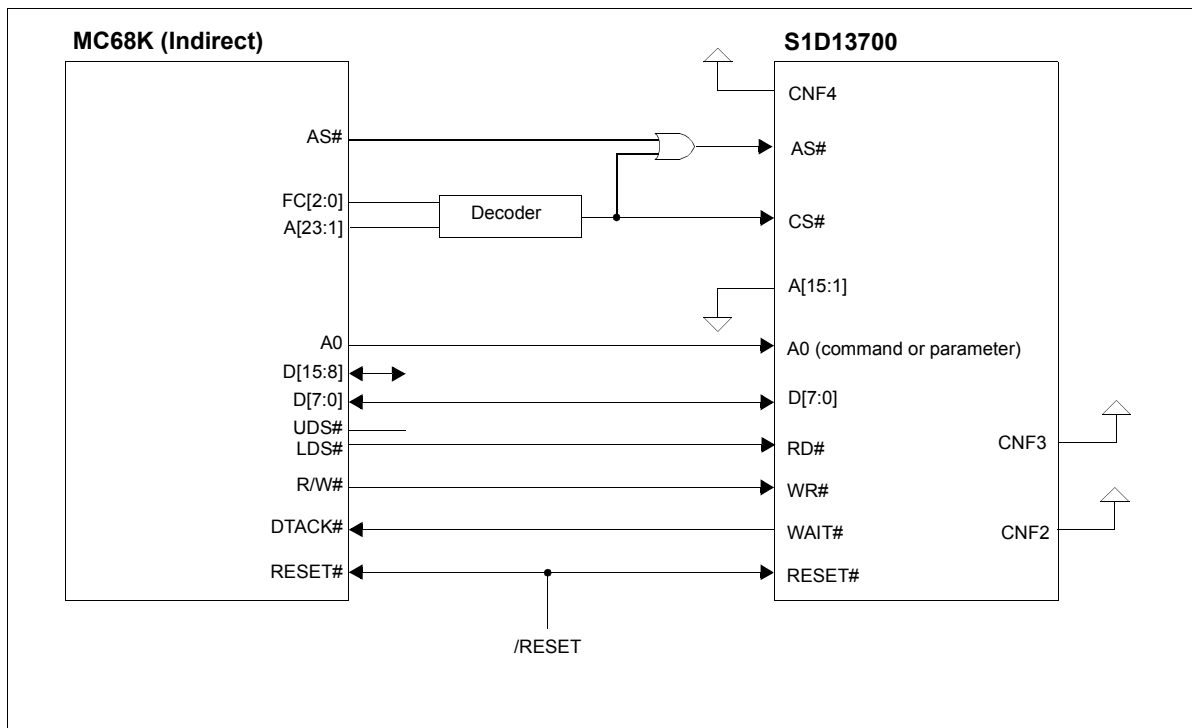 MC68K (Indirect)
S1D13700
CNF4
AS#
AS#
FC[2:0]
Decoder
A[23:1]
CS#
A[15:1]
A0
A0 (command or parameter)
D[15:8]
D[7:0]
D[7:0]
UDS#
LDS#
RD#
CNF3
R/W#
WR#
DTACK#
WAIT#
CNF2
RESET#
RESET#
/RESET